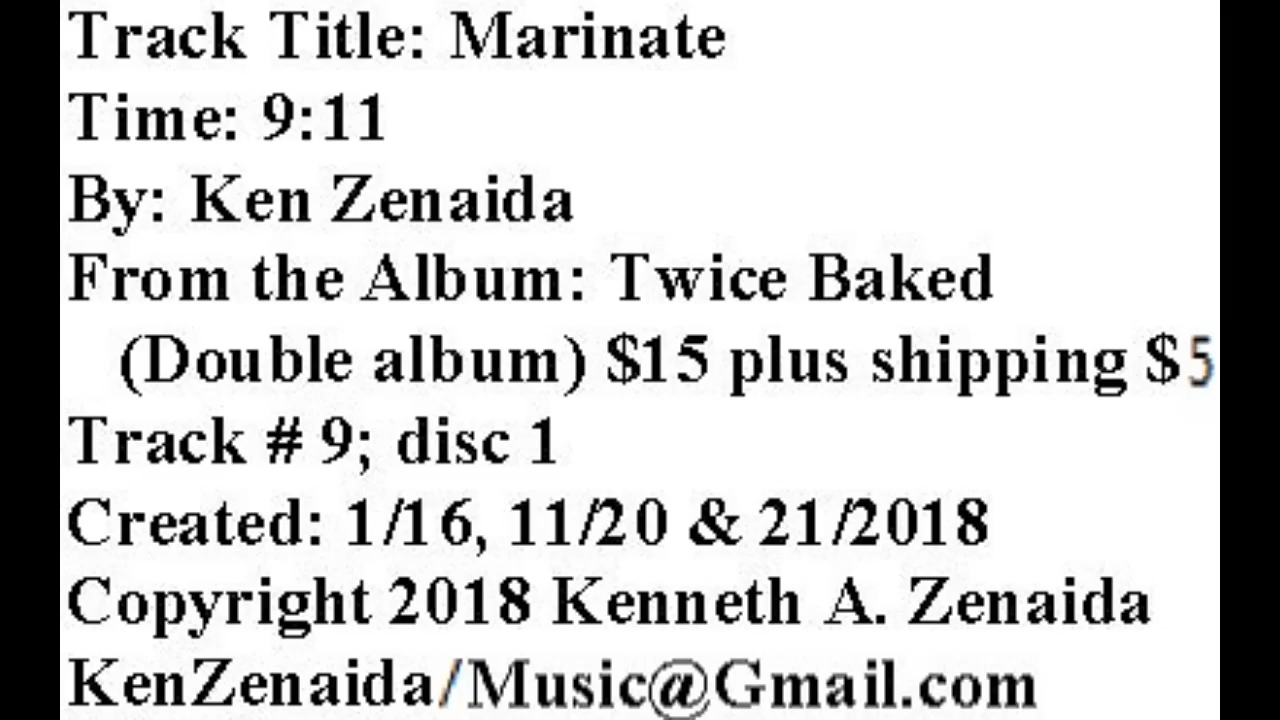 Track Title: Marinate
Time: 9:11
By: Ken Zenaida
From the Album: Twice Baked
(Double album) $15 plus shipping $5
Track # 9; disc 1
Created: 1/16, 11/20 & 21/2018
Copyright 2018 Kenneth A. Zenaida
KenZenaida/Music@Gmail.com